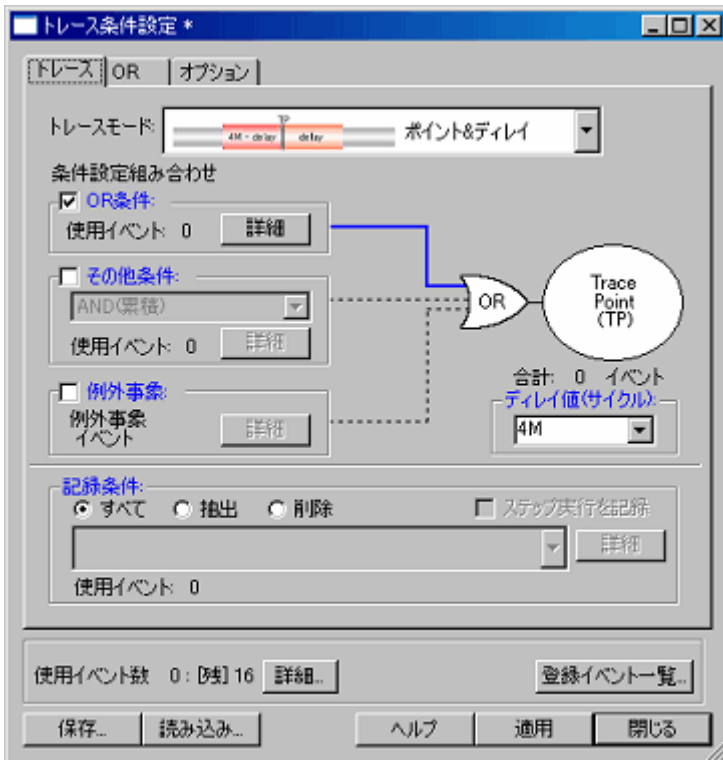 トレース条件設定 *
トレース OR オプション
トレースモード: 4M - delay TP delay ポイント&ディレイ
条件設定組み合わせ
OR条件:
使用イベント: 0 詳細
その他条件:
AND(累積)
使用イベント: 0 詳細
例外事象:
例外事象
イベント 詳細
OR
Trace
Point
(TP)
合計: 0 イベント
ディレイ値(サイクル):
4M
記録条件:
すべて 抽出 削除 ステップ実行を記録
詳細
使用イベント: 0
使用イベント数 0 : [残] 16 詳細... 登録イベント一覧...
保存... 読み込み... ヘルプ 適用 閉じる